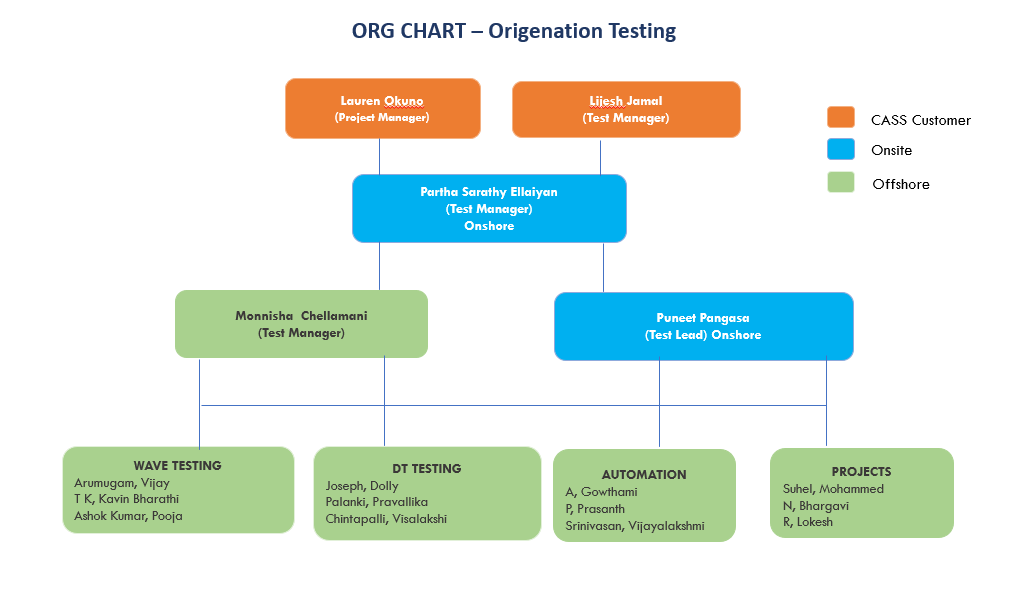 ORG CHART – Origenation Testing
Lauren Okuno
(Project Manager)
Lijesh Jamal
(Test Manager)
CASS Customer
Onsite
Offshore
Partha Sarathy Ellaiyan
(Test Manager)
Onshore
Monnisha Chellamani
(Test Manager)
Puneet Pangasa
(Test Lead) Onshore
WAVE TESTING
Arumugam, Vijay
T K, Kavin Bharathi
Ashok Kumar, Pooja
DT TESTING
Joseph, Dolly
Palanki, Pravallika
Chintapalli, Visalakshi
AUTOMATION
A, Gowthami
P, Prasanth
Srinivasan, Vijayalakshmi
PROJECTS
Suhel, Mohammed
N, Bhargavi
R, Lokesh